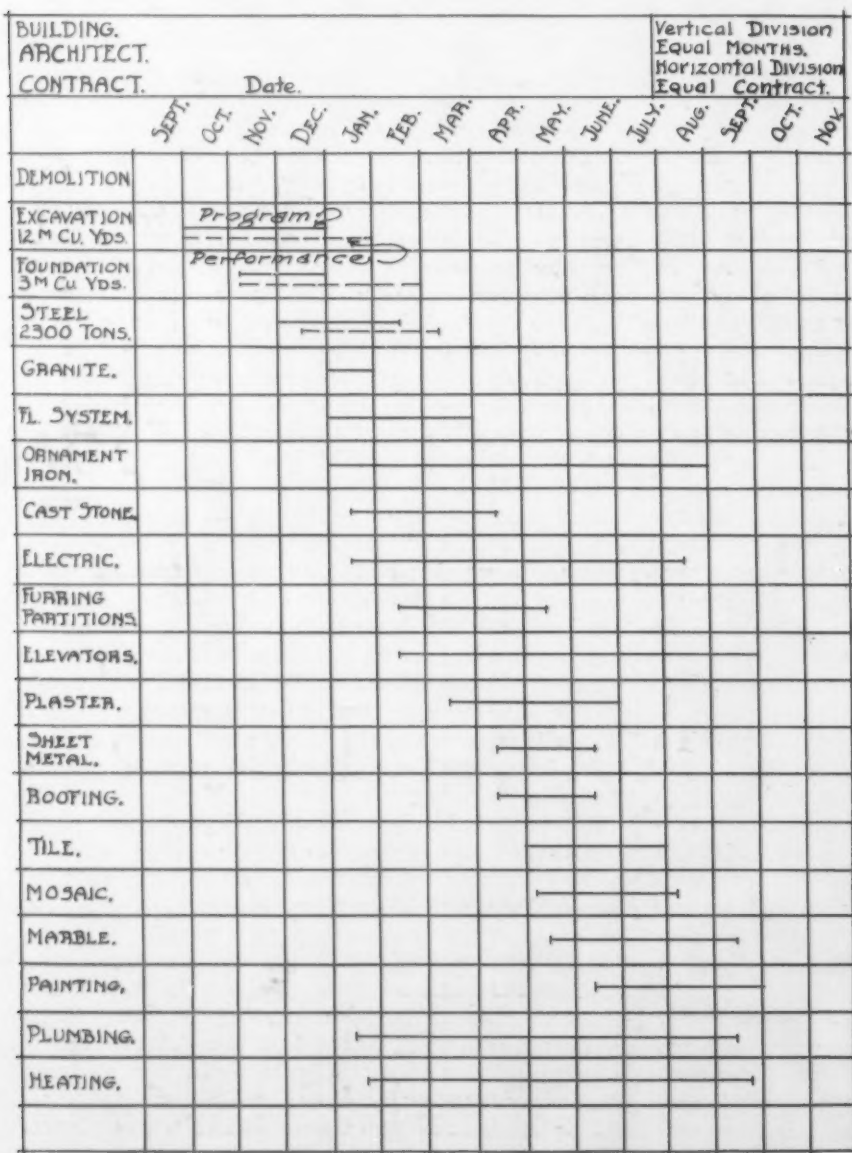 BUILDING.
ARCHITECT.
CONTRACT. Date.
Vertical Division
Equal MONTHS.
Horizontal Division
Equal Contract.
SEPT. OCT. NOV. DEC. JAN. FEB. MAR. APR. MAY. JUNE. JULY. AUG. SEPT. OCT. NOV.
DEMOLITION
EXCAVATION
12 M CU. YDS.
Program
Performance
FOUNDATION
3 M CU. YDS.
STEEL
2300 TONS.
GRANITE.
FL. SYSTEM.
ORNAMENT
IRON.
CAST STONE.
ELECTRIC.
FURRING
PARTITIONS
ELEVATORS.
PLASTER.
SHEET
METAL.
ROOFING.
TILE.
MOSAIC.
MARBLE.
PAINTING.
PLUMBING.
HEATING.